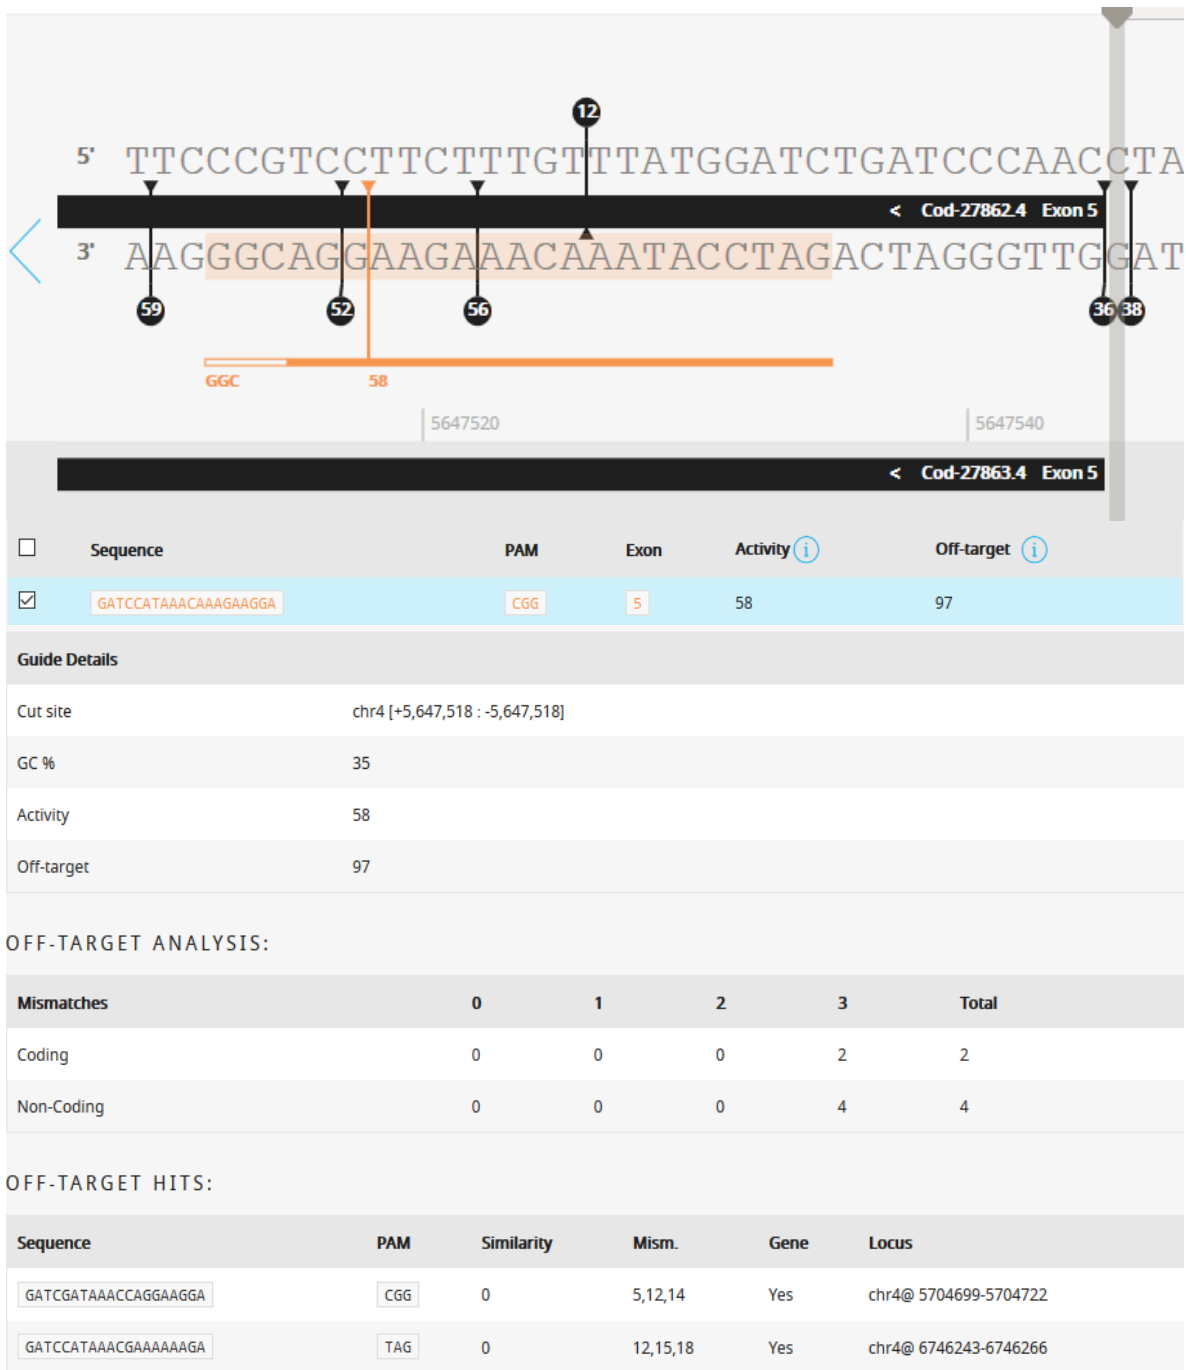 12
5' TTCCCGTCCTTCTTTGTTTATGGATCTGATCCCAACCTA
< Cod-27862.4 Exon 5
3' AAGGGCAGGAAGAAACAAATACCTAGACTAGGGTTGGAT
59 52 56 36 38
GGC 58
5647520 5647540
< Cod-27863.4 Exon 5
Sequence PAM Exon Activity i Off-target i
GATCCATAAACAAAGAAGGA CGG 5 58 97
Guide Details
Cut site chr4 [+5,647,518 : -5,647,518]
GC % 35
Activity 58
Off-target 97
OFF-TARGET ANALYSIS:
Mismatches 0 1 2 3 Total
Coding 0 0 0 2 2
Non-Coding 0 0 0 4 4
OFF-TARGET HITS:
Sequence PAM Similarity Mism. Gene Locus
GATCGATAAACCAGGAAGGA CGG 0 5,12,14 Yes chr4@ 5704699-5704722
GATCCATAAACGAAAAAAGA TAG 0 12,15,18 Yes chr4@ 6746243-6746266